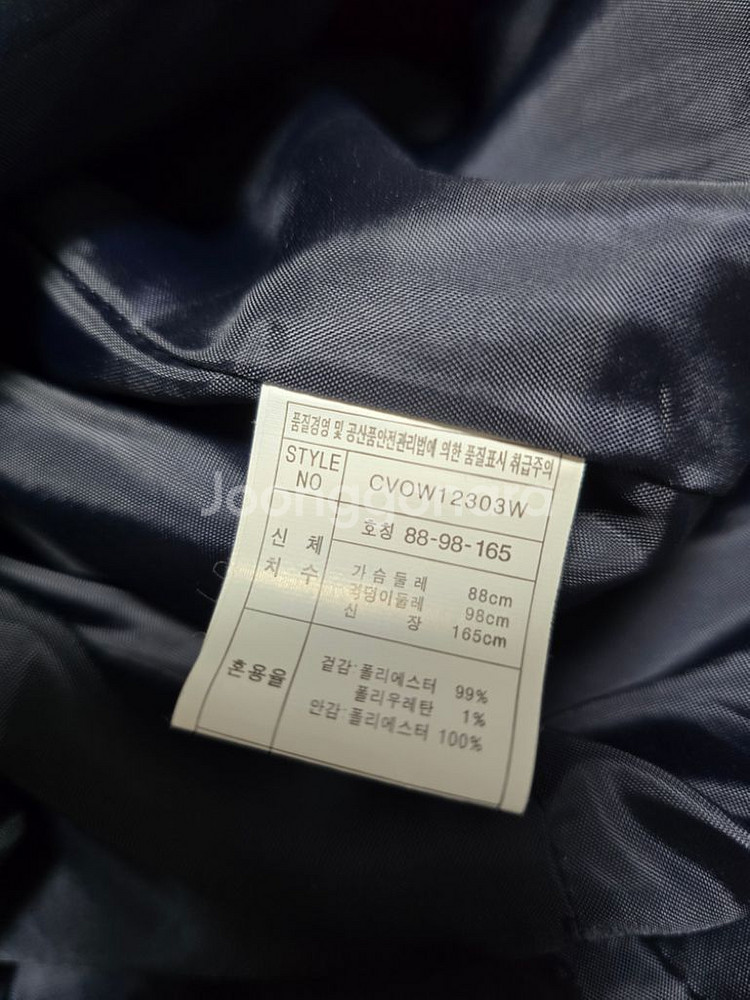 품질경영 및 공산품안전관리법에 의한 품질표시 취급주의
STYLE NO CVOW12303W
Joonggonara
신체 치수 호칭 88-98-165
가슴둘레 88cm
엉덩이둘레 98cm
신장 165cm
혼용율 겉감·폴리에스터 99%
폴리우레탄 1%
안감·폴리에스터 100%